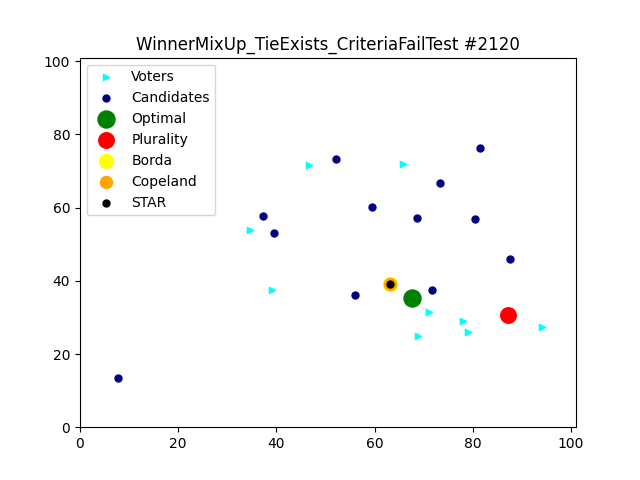 WinnerMixUp_TieExists_CriteriaFailTest #2120
Voters
Candidates
Optimal
Plurality
Borda
Copeland
STAR
100
80
60
40
20
0
0 20 40 60 80 100